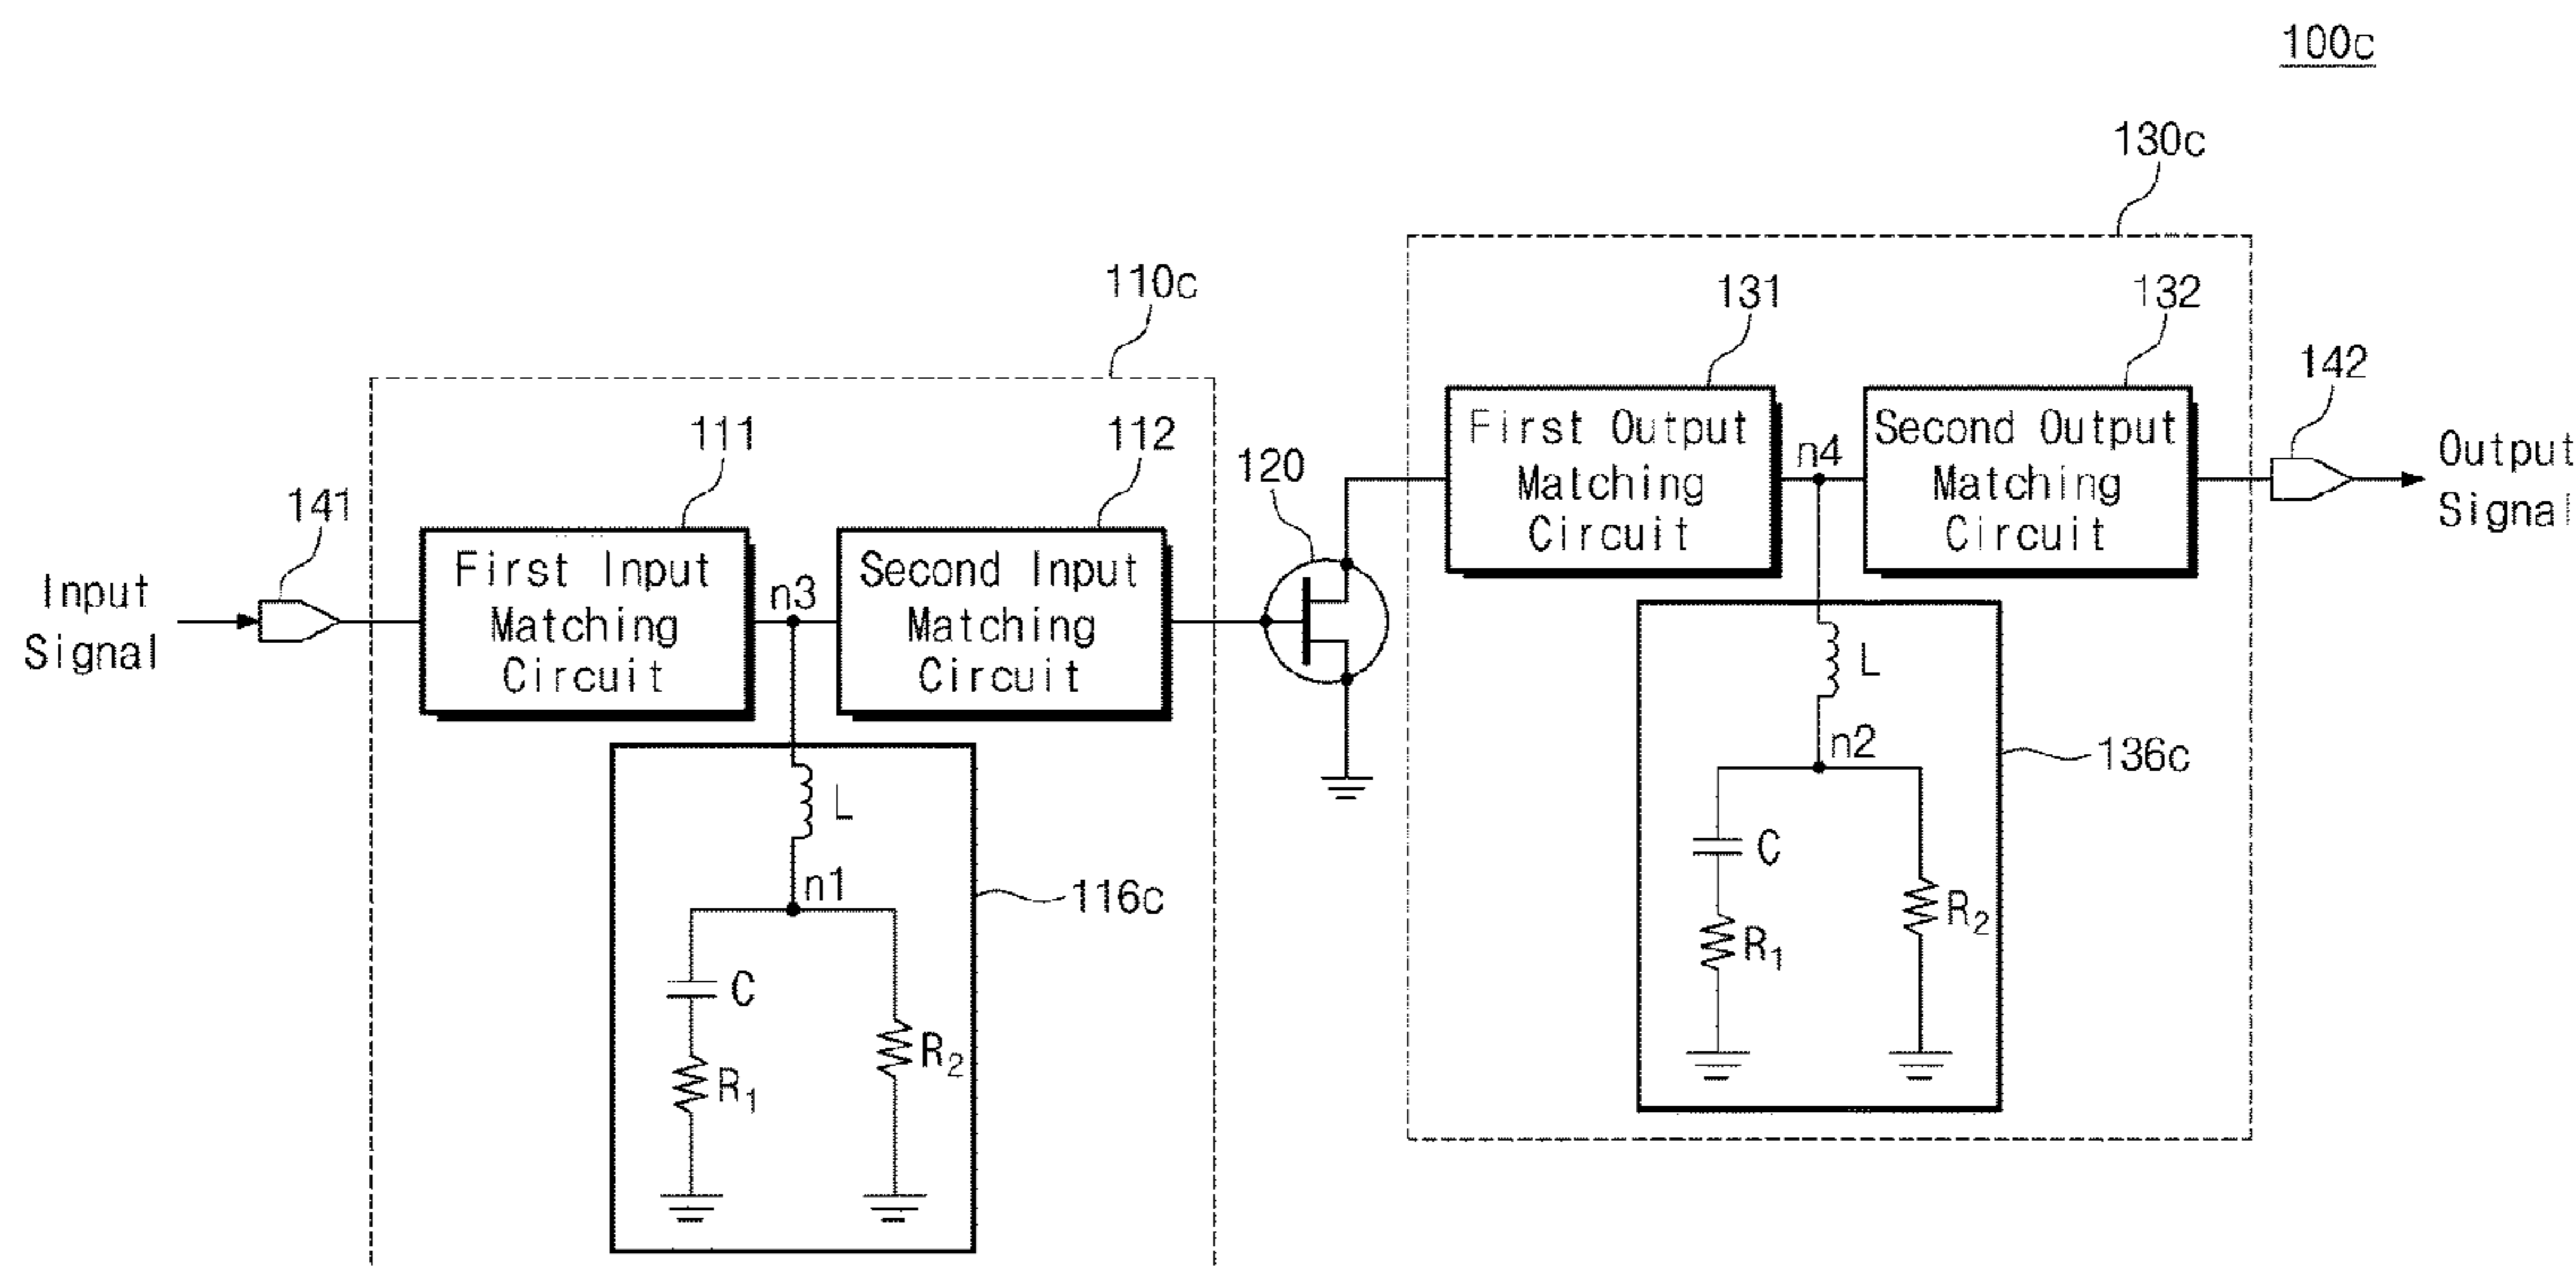 100c
130c
110c
131
132
142
111
112
120
141
First Output
Matching
Circuit
n4
Second Output
Matching
Circuit
Output
Signal
Input
Signal
First Input
Matching
Circuit
n3
Second Input
Matching
Circuit
L
n2
136c
C
R1
R2
L
n1
116c
C
R1
R2